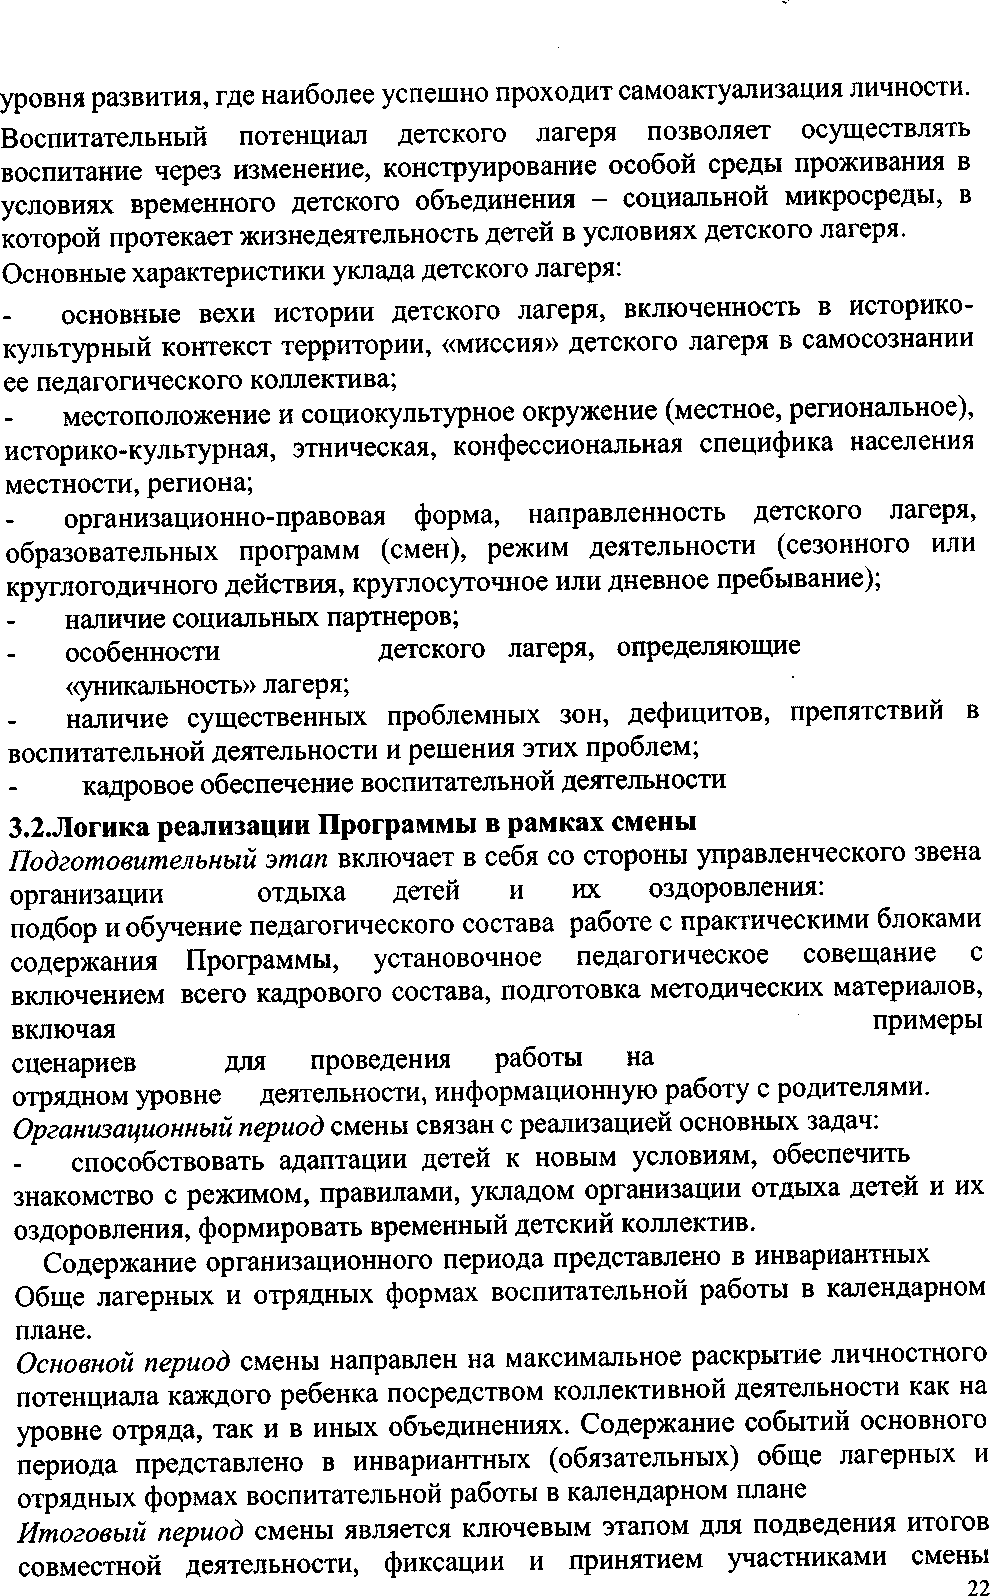 уровня развития, где наиболее успешно проходит самоактуализация личности.
Воспитательный потенциал детского лагеря позволяет осуществлять
воспитание через изменение, конструирование особой среды проживания в
условиях временного детского объединения – социальной микросреды, в
которой протекает жизнедеятельность детей в условиях детского лагеря.
Основные характеристики уклада детского лагеря:
- основные вехи истории детского лагеря, включенность в историко-
культурный контекст территории, «миссия» детского лагеря в самосознании
ее педагогического коллектива;
- местоположение и социокультурное окружение (местное, региональное),
историко-культурная, этническая, конфессиональная специфика населения
местности, региона;
- организационно-правовая форма, направленность детского лагеря,
образовательных программ (смен), режим деятельности (сезонного или
круглогодичного действия, круглосуточное или дневное пребывание);
- наличие социальных партнеров;
- особенности детского лагеря, определяющие
«уникальность» лагеря;
- наличие существенных проблемных зон, дефицитов, препятствий в
воспитательной деятельности и решения этих проблем;
- кадровое обеспечение воспитательной деятельности
3.2.Логика реализации Программы в рамках смены
Подготовительный этап включает в себя со стороны управленческого звена
организации отдыха детей и их оздоровления:
подбор и обучение педагогического состава работе с практическими блоками
содержания Программы, установочное педагогическое совещание с
включением всего кадрового состава, подготовка методических материалов,
включая примеры
сценариев для проведения работы на
отрядном уровне деятельности, информационную работу с родителями.
Организационный период смены связан с реализацией основных задач:
- способствовать адаптации детей к новым условиям, обеспечить
знакомство с режимом, правилами, укладом организации отдыха детей и их
оздоровления, формировать временный детский коллектив.
Содержание организационного периода представлено в инвариантных
Обще лагерных и отрядных формах воспитательной работы в календарном
плане.
Основной период смены направлен на максимальное раскрытие личностного
потенциала каждого ребенка посредством коллективной деятельности как на
уровне отряда, так и в иных объединениях. Содержание событий основного
периода представлено в инвариантных (обязательных) обще лагерных и
отрядных формах воспитательной работы в календарном плане
Итоговый период смены является ключевым этапом для подведения итогов
совместной деятельности, фиксации и принятием участниками смены
22